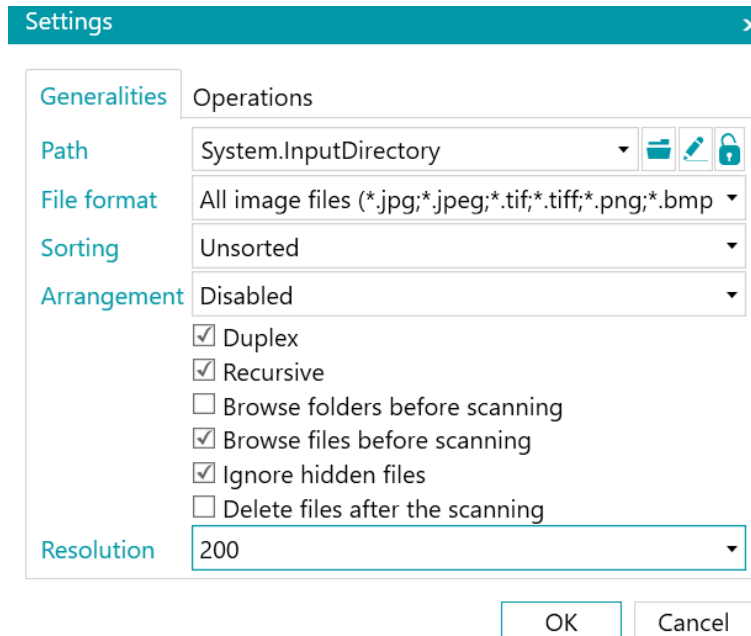 Settings
Generalities Operations
Path System.InputDirectory
File format All image files (*.jpg;*.jpeg;*.tif;*.tiff;*.png;*.bmp
Sorting Unsorted
Arrangement Disabled
Duplex
Recursive
Browse folders before scanning
Browse files before scanning
Ignore hidden files
Delete files after the scanning
Resolution 200
OK Cancel